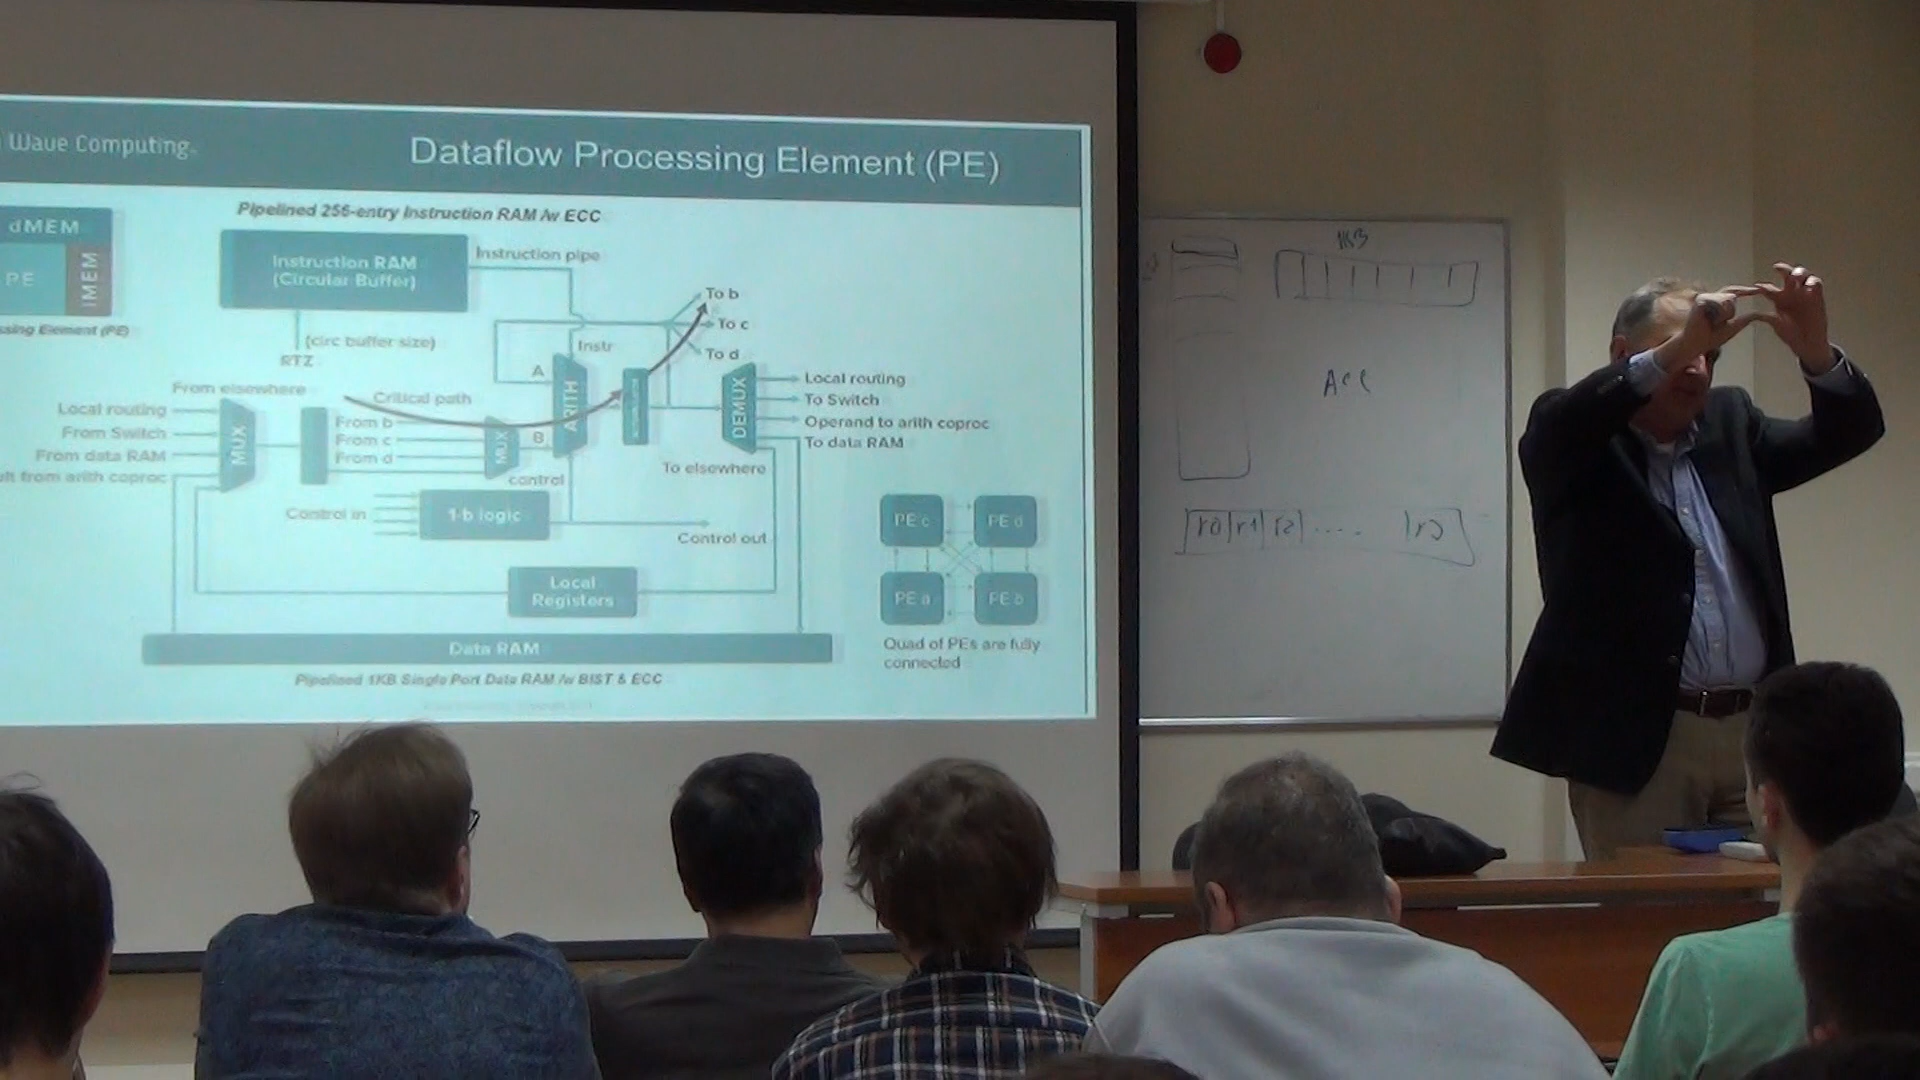 Wave Computing
Dataflow Processing Element (PE)
dMEM
PE
IMEM
Element (PE)
Pipelined 256-entry Instruction RAM /w ECC
Instruction RAM
(Circular Buffer)
Instruction pipe
(circ buffer size)
RTZ
From elsewhere
Local routing
From Switch
From data RAM
from arith coproc
MUX
Critical path
From b
From c
From d
MUX
A
B
Instr
ARITH
control
To b
To c
To d
DEMUX
Local routing
To Switch
Operand to arith coproc
To data RAM
To elsewhere
Control in
1-b logic
Control out
Local
Registers
Data RAM
Pipelined 1KB Single Port Data RAM /w BIST & ECC
PE c
PE d
PE a
PE b
Quad of PEs are fully
connected
r0 r1 r2 ....